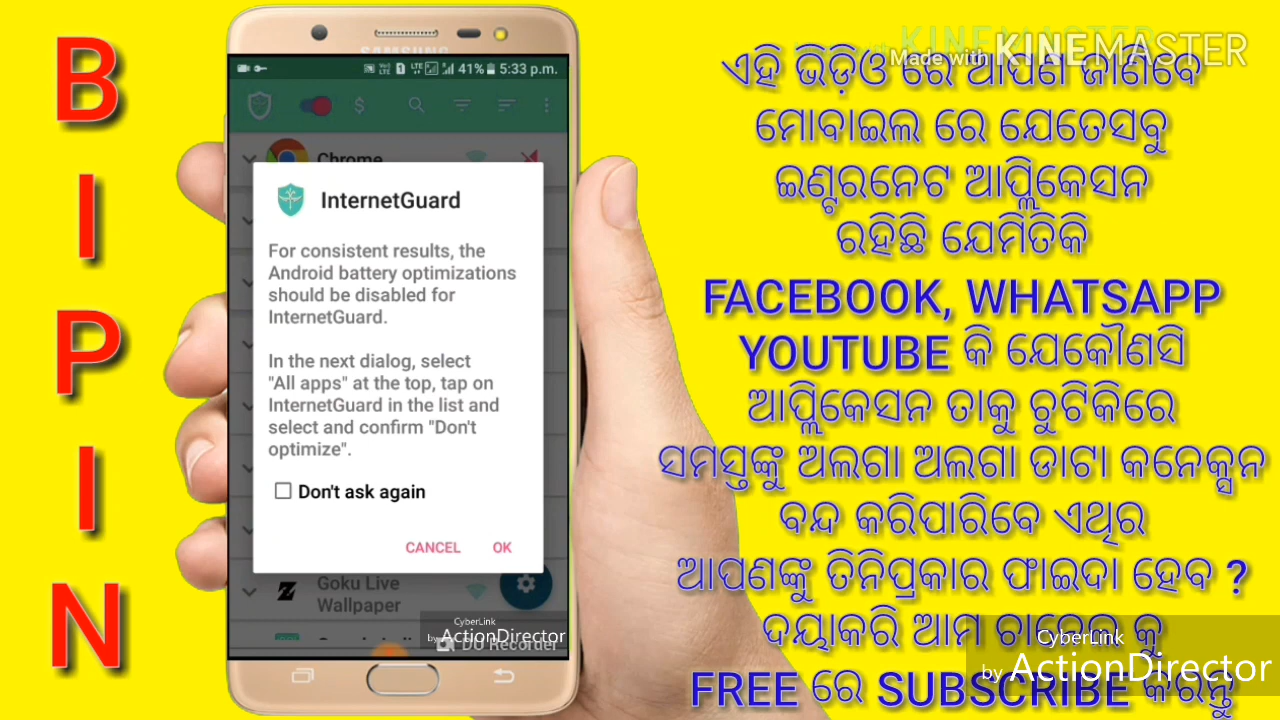 BIPIN
SAMSUNG
41% 5:33 p.m.
$
Chrome
InternetGuard
For consistent results, the
Android battery optimizations
should be disabled for
InternetGuard.
In the next dialog, select
"All apps" at the top, tap on
InternetGuard in the list and
select and confirm "Don't
optimize".
Don't ask again
CANCEL OK
Goku Live
Wallpaper
CyberLink
by ActionDirector
DU Recorder
Made with KINEMASTER
ଏହି ଭିଡ଼ିଓ ରେ ଆପଣ ଜାଣିବେ
ମୋବାଇଲ ରେ ଯେତେସବୁ
ଇଣ୍ଟରନେଟ ଆପ୍ଲିକେସନ
ରହିଛି ଯେମିତିକି
FACEBOOK, WHATSAPP
YOUTUBE କି ଯେକୌଣସି
ଆପ୍ଲିକେସନ ତାକୁ ଚୁଟିକିରେ
ସମସ୍ତଙ୍କୁ ଅଲଗା ଅଲଗା ଡାଟା କନେକ୍ସନ
ବନ୍ଦ କରିପାରିବେ ଏଥିର
ଆପଣଙ୍କୁ ତିନିପ୍ରକାର ଫାଇଦା ହେବ ?
ଦୟାକରି ଆମ ଚାନେଲ କୁ
FREE ରେ SUBSCRIBE କରନ୍ତୁ
CyberLink
by ActionDirector